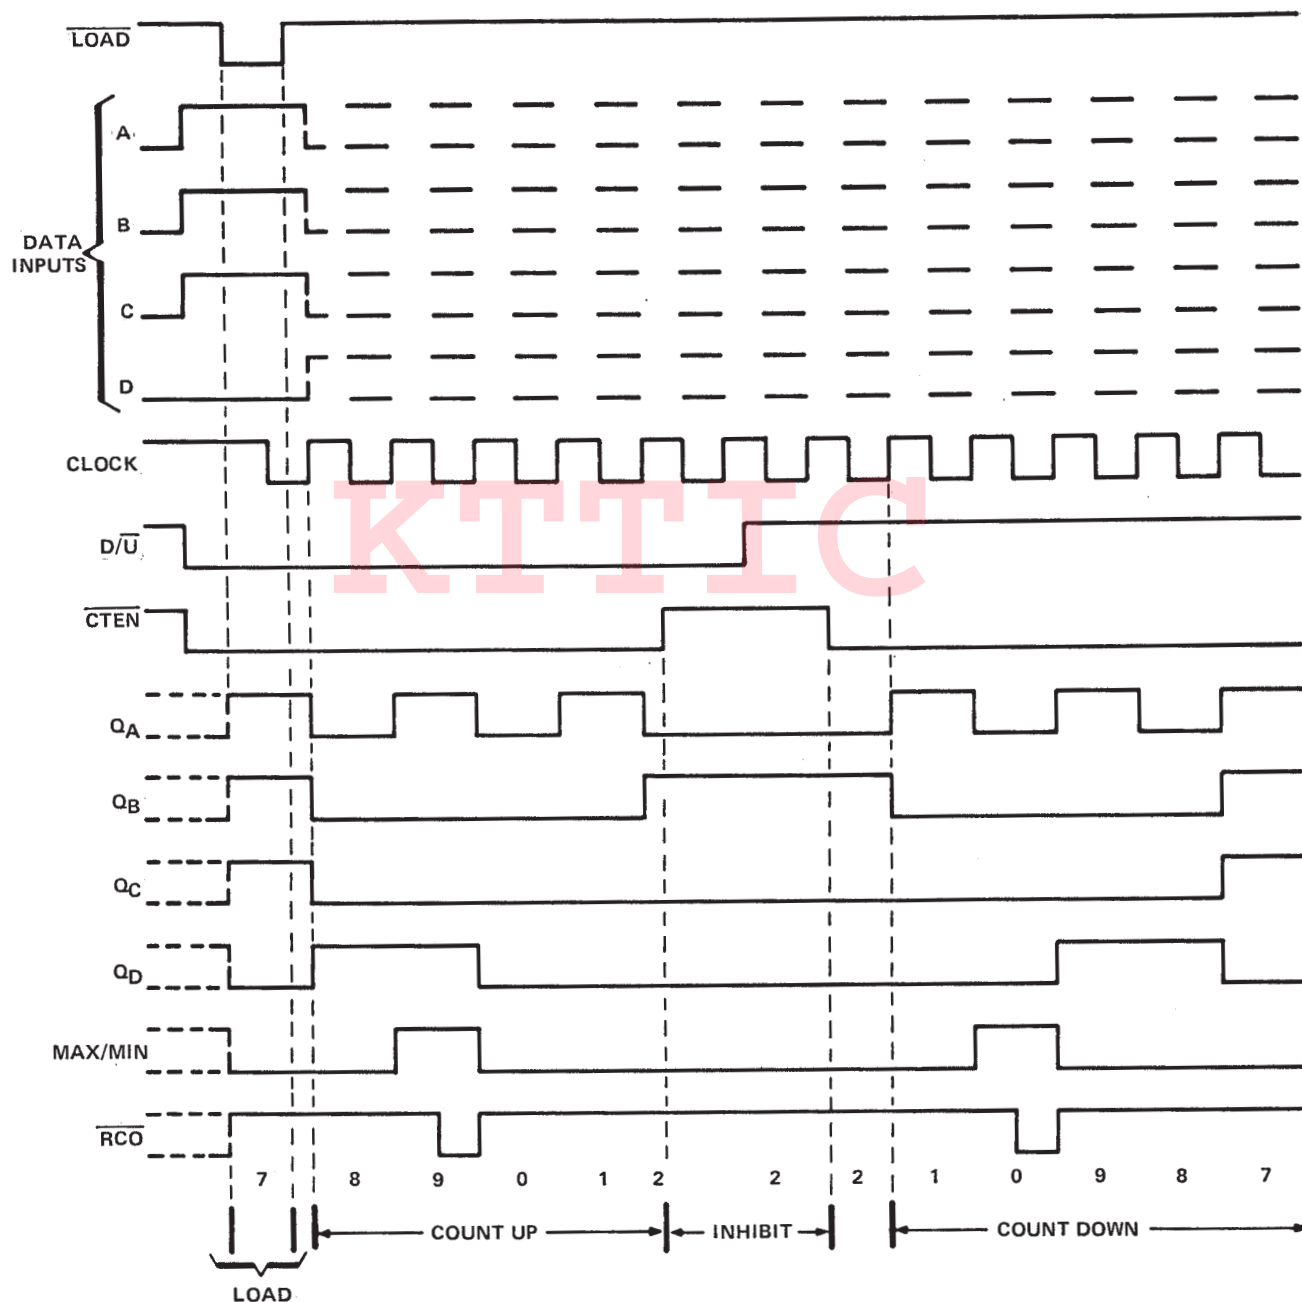 LOAD
A
B
DATA
INPUTS
C
D
CLOCK
KTTIC
D/U
CTEN
QA
QB
QC
QD
MAX/MIN
RCO
7 8 9 0 1 2 2 2 1 0 9 8 7
COUNT UP INHIBIT COUNT DOWN
LOAD